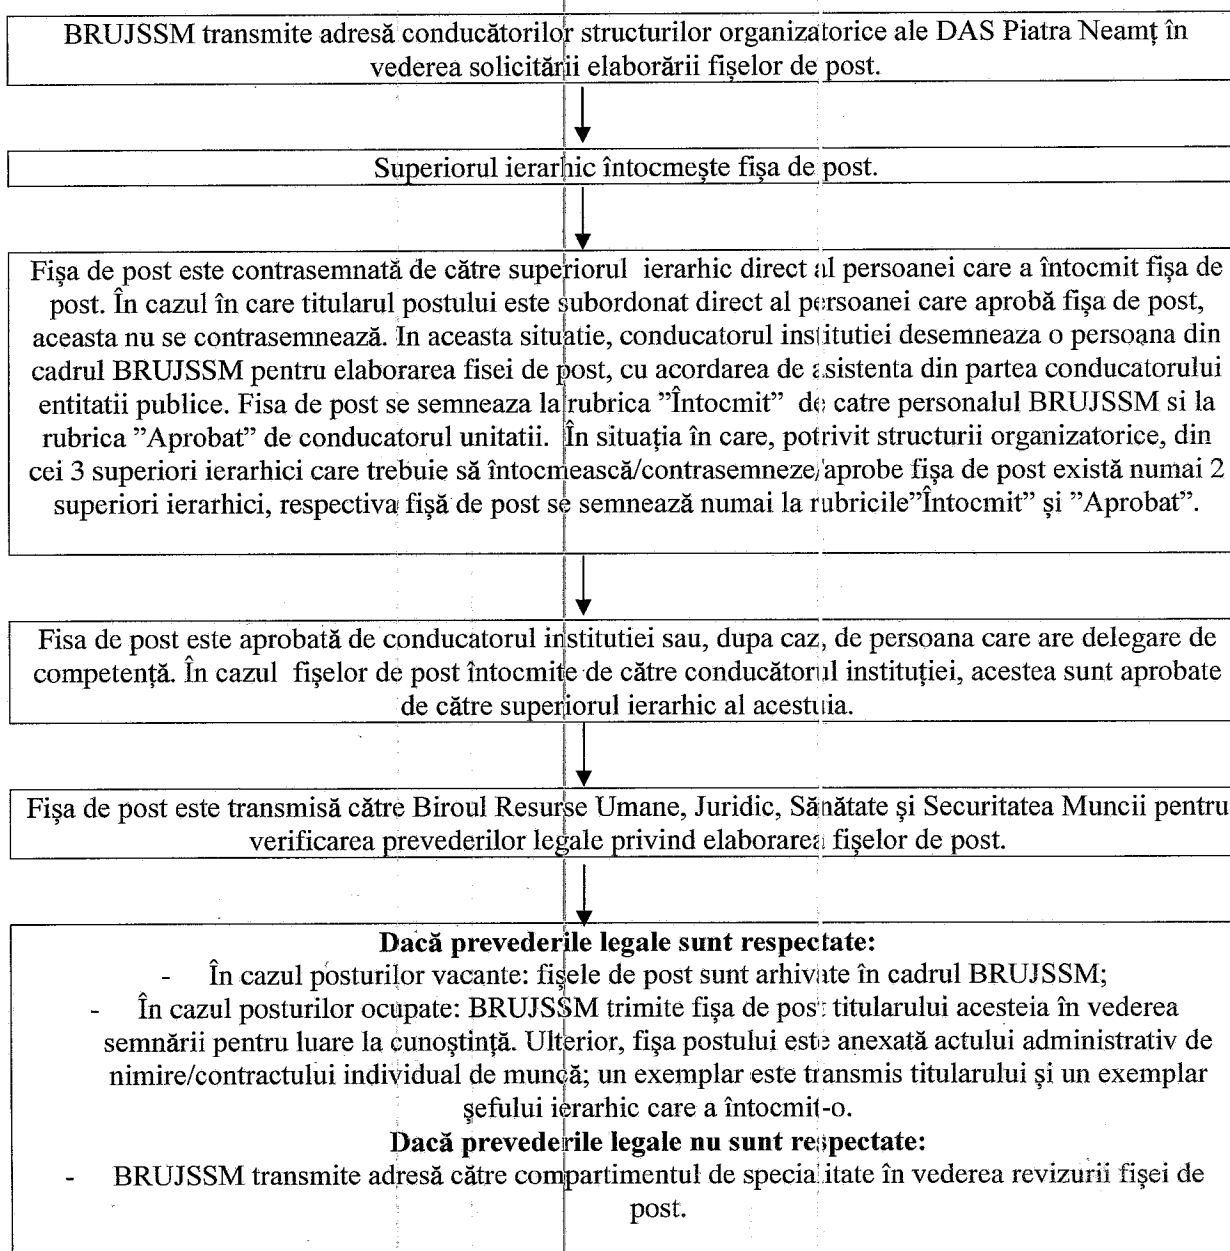 BRUJSSM transmite adresă conducătorilor structurilor organizatorice ale DAS Piatra Neamț în
vederea solicitării elaborării fișelor de post.
Superiorul ierarhic întocmește fișa de post.
Fișa de post este contrasemnată de către superiorul ierarhic direct al persoanei care a întocmit fișa de
post. În cazul în care titularul postului este subordonat direct al persoanei care aprobă fișa de post,
aceasta nu se contrasemnează. In aceasta situatie, conducatorul institutiei desemneaza o persoana din
cadrul BRUJSSM pentru elaborarea fisei de post, cu acordarea de asistenta din partea conducatorului
entitatii publice. Fisa de post se semneaza la rubrica ”Întocmit” de catre personalul BRUJSSM si la
rubrica ”Aprobat” de conducatorul unitatii. În situația în care, potrivit structurii organizatorice, din
cei 3 superiori ierarhici care trebuie să întocmească/contrasemneze/aprobe fișa de post există numai 2
superiori ierarhici, respectiva fișă de post se semnează numai la rubricile”Întocmit” și ”Aprobat”.
Fisa de post este aprobată de conducatorul institutiei sau, dupa caz, de persoana care are delegare de
competență. În cazul fișelor de post întocmite de către conducătorul instituției, acestea sunt aprobate
de către superiorul ierarhic al acestuia.
Fișa de post este transmisă către Biroul Resurse Umane, Juridic, Sănătate și Securitatea Muncii pentru
verificarea prevederilor legale privind elaborarea fișelor de post.
Dacă prevederile legale sunt respectate:
- În cazul posturilor vacante: fișele de post sunt arhivate în cadrul BRUJSSM;
- În cazul posturilor ocupate: BRUJSSM trimite fișa de post titularului acesteia în vederea
semnării pentru luare la cunoștință. Ulterior, fișa postului este anexată actului administrativ de
nimire/contractului individual de muncă; un exemplar este transmis titularului și un exemplar
șefului ierarhic care a întocmit-o.
Dacă prevederile legale nu sunt respectate:
- BRUJSSM transmite adresă către compartimentul de specialitate în vederea revizurii fișei de
post.